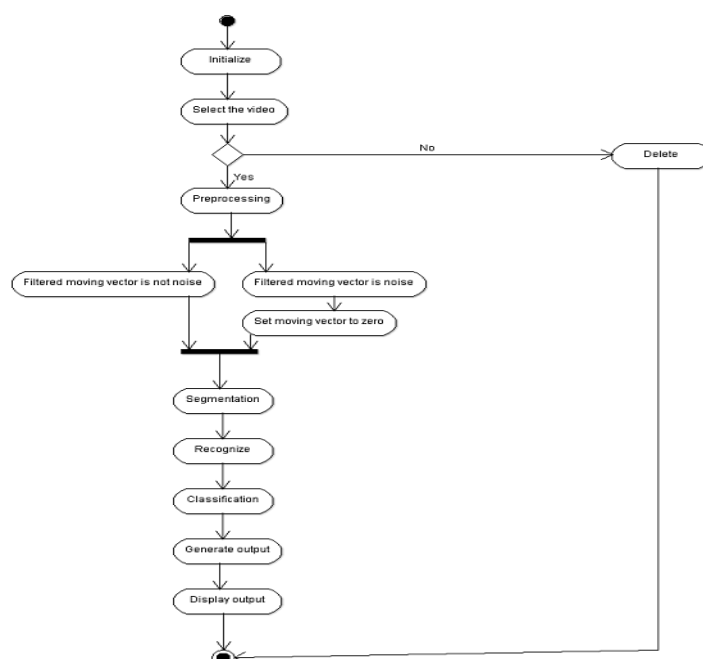 Initialize
Select the video
No
Delete
Yes
Preprocessing
Filtered moving vector is not noise
Filtered moving vector is noise
Set moving vector to zero
Segmentation
Recognize
Classification
Generate output
Display output